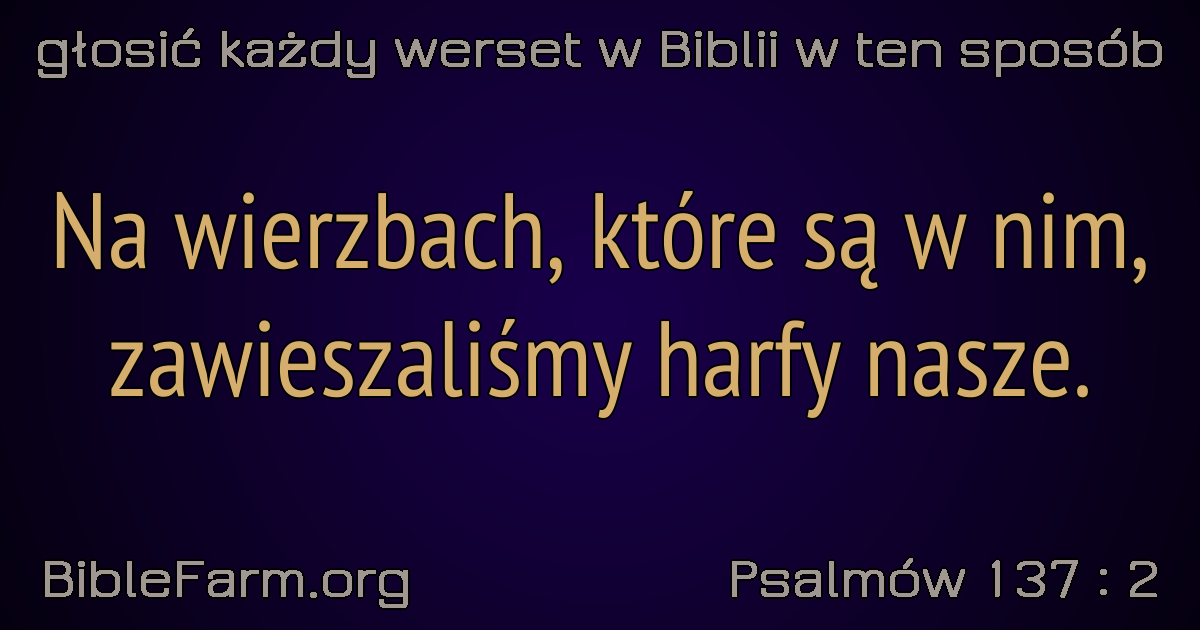 głosić każdy werset w Biblii w ten sposób
Na wierzbach, które są w nim,
zawieszaliśmy harfy nasze.
BibleFarm.org
Psalmów 137 : 2